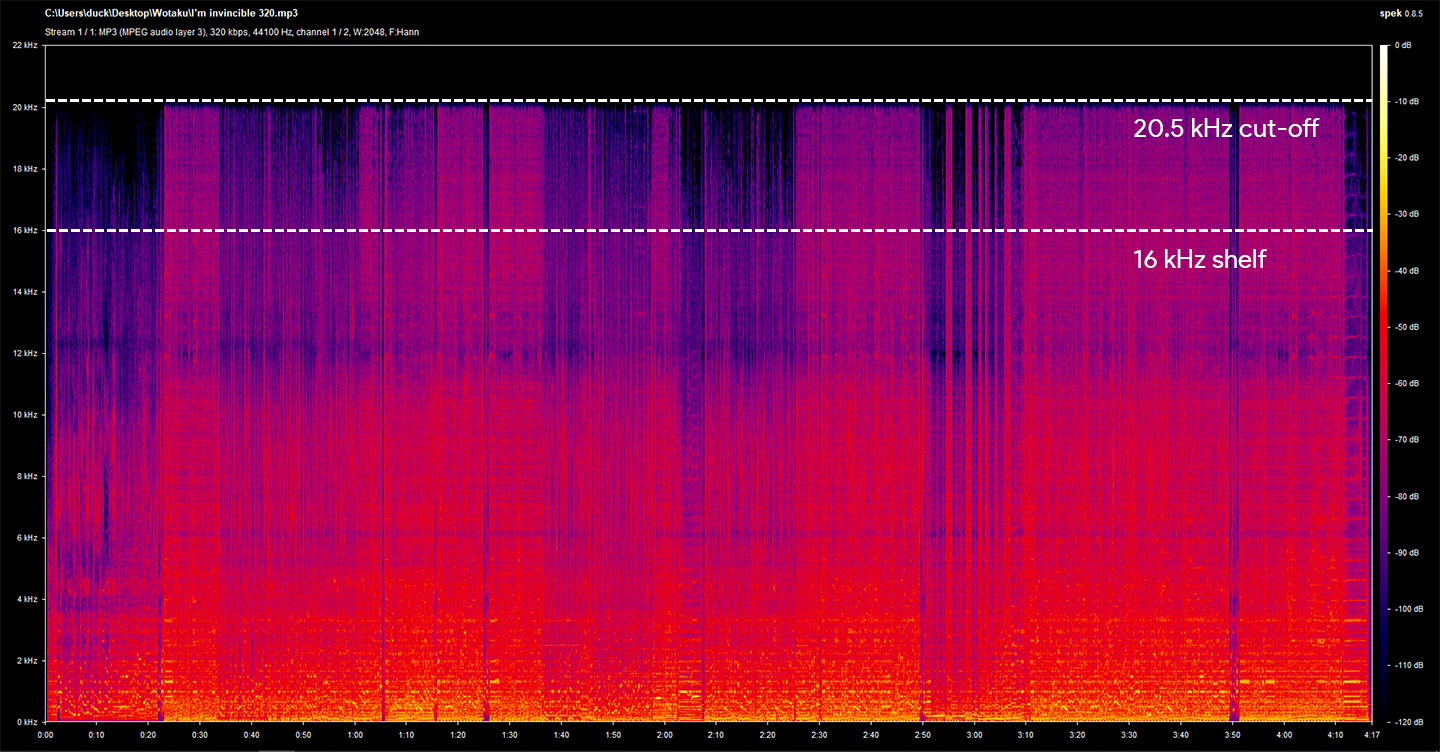 C:\Users\duck\Desktop\Wotaku\I'm invincible 320.mp3
spek 0.8.5
Stream 1 / 1: MP3 (MPEG audio layer 3), 320 kbps, 44100 Hz, channel 1 / 2, W:2048, F:Hann
22 kHz
20 kHz
18 kHz
16 kHz
14 kHz
12 kHz
10 kHz
8 kHz
6 kHz
4 kHz
2 kHz
0 kHz
20.5 kHz cut-off
16 kHz shelf
0 dB
-10 dB
-20 dB
-30 dB
-40 dB
-50 dB
-60 dB
-70 dB
-80 dB
-90 dB
-100 dB
-110 dB
-120 dB
0:00 0:10 0:20 0:30 0:40 0:50 1:00 1:10 1:20 1:30 1:40 1:50 2:00 2:10 2:20 2:30 2:40 2:50 3:00 3:10 3:20 3:30 3:40 3:50 4:00 4:10 4:17